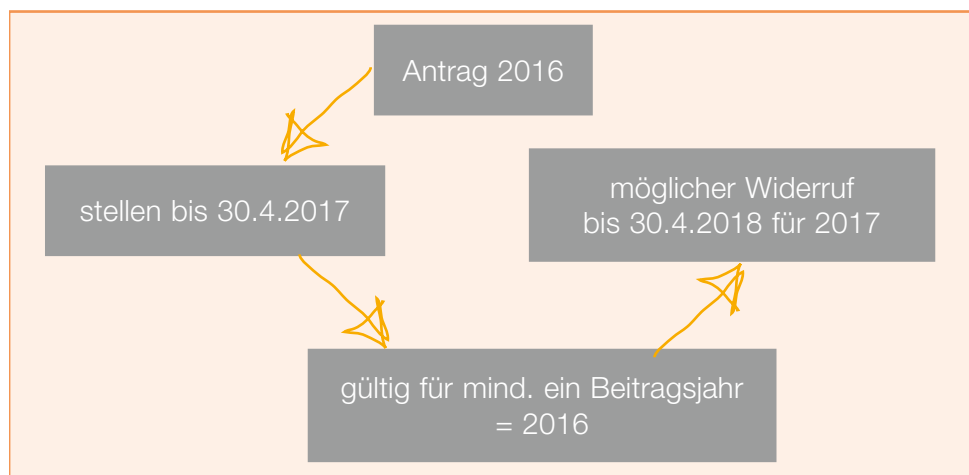 Antrag 2016
stellen bis 30.4.2017
gültig für mind. ein Beitragsjahr
= 2016
möglicher Widerruf
bis 30.4.2018 für 2017